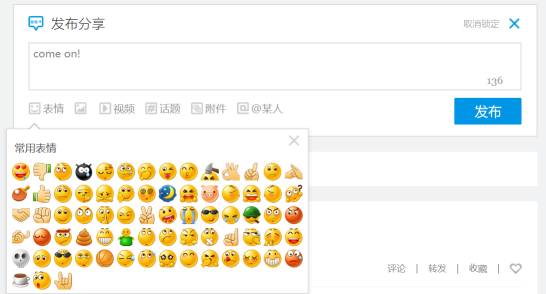 发布分享
取消锁定
come on!
136
表情 视频 话题 附件 @某人
发布
常用表情
评论 | 转发 | 收藏 |